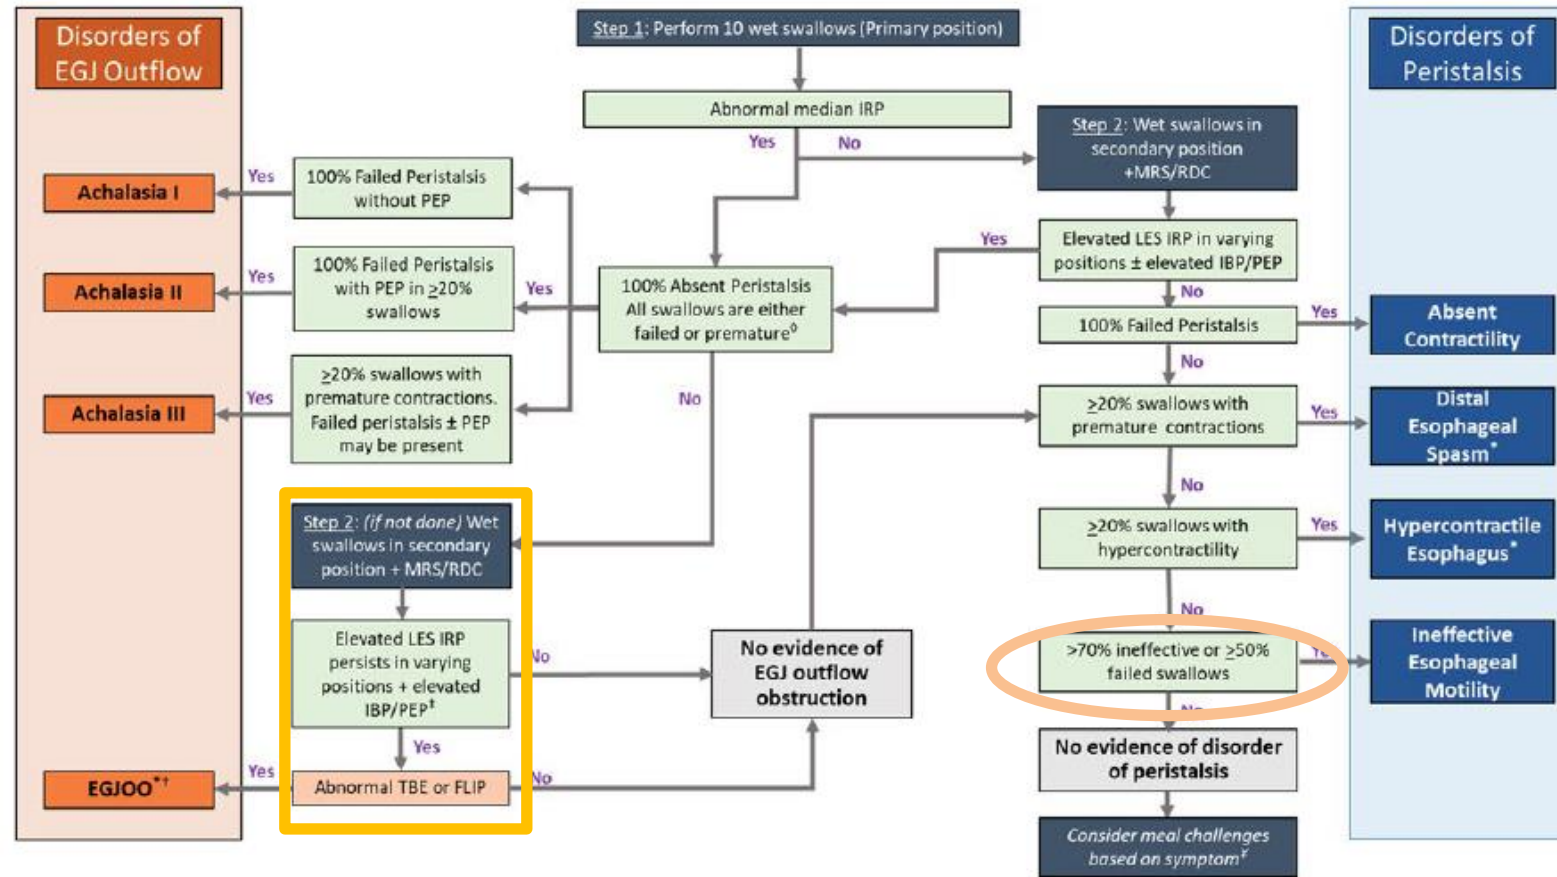 Disorders of
EGJ Outflow
Step 1: Perform 10 wet swallows (Primary position)
Disorders of
Peristalsis
Abnormal median IRP
Yes
No
Step 2: Wet swallows in
secondary position
+MRS/RDC
Achalasia I
Yes
100% Failed Peristalsis
without PEP
Yes
Elevated LES IRP in varying
positions ± elevated IBP/PEP
Achalasia II
Yes
100% Failed Peristalsis
with PEP in ≥20%
swallows
Yes
100% Absent Peristalsis
All swallows are either
failed or premature◊
No
100% Failed Peristalsis
Yes
Absent
Contractility
No
Achalasia III
Yes
≥20% swallows with
premature contractions.
Failed peristalsis ± PEP
may be present
No
≥20% swallows with
premature contractions
Yes
Distal
Esophageal
Spasm*
No
Step 2: (if not done) Wet
swallows in secondary
position + MRS/RDC
≥20% swallows with
hypercontractility
Yes
Hypercontractile
Esophagus*
No
Elevated LES IRP
persists in varying
positions + elevated
IBP/PEP‡
No
No evidence of
EGJ outflow
obstruction
>70% ineffective or ≥50%
failed swallows
Yes
Ineffective
Esophageal
Motility
No
Yes
No evidence of disorder
of peristalsis
EGJOO*†
Yes
Abnormal TBE or FLIP
No
Consider meal challenges
based on symptom¥